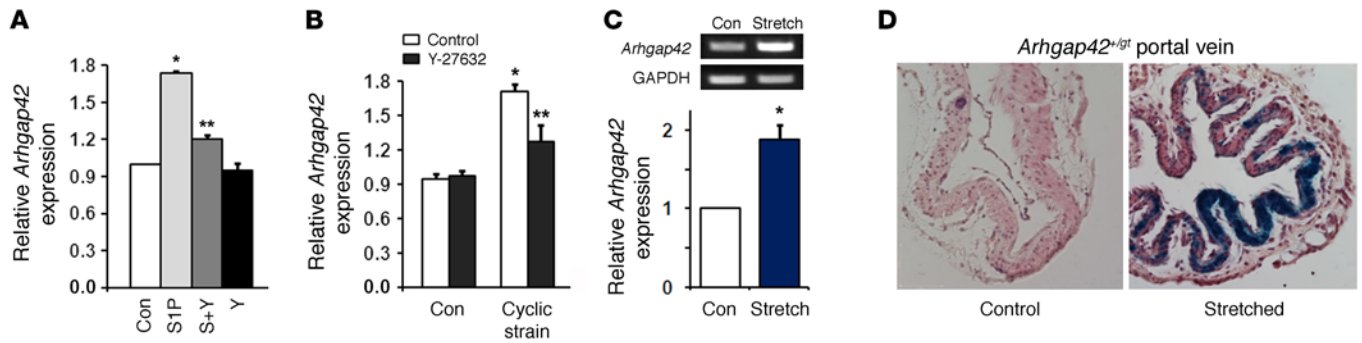 A
Relative Arhgap42
expression
1.8
1.5
1.2
0.9
0.6
0.3
0.0
*
**
Con
S1P
S+Y
Y
B
Control
Y-27632
Relative Arhgap42
expression
1.8
1.5
1.2
0.9
0.6
0.3
0.0
*
**
Con
Cyclic
strain
C
Con Stretch
Arhgap42
GAPDH
Relative Arhgap42
expression
2
1
0
*
Con Stretch
D
Arhgap42+/gt portal vein
Control
Stretched